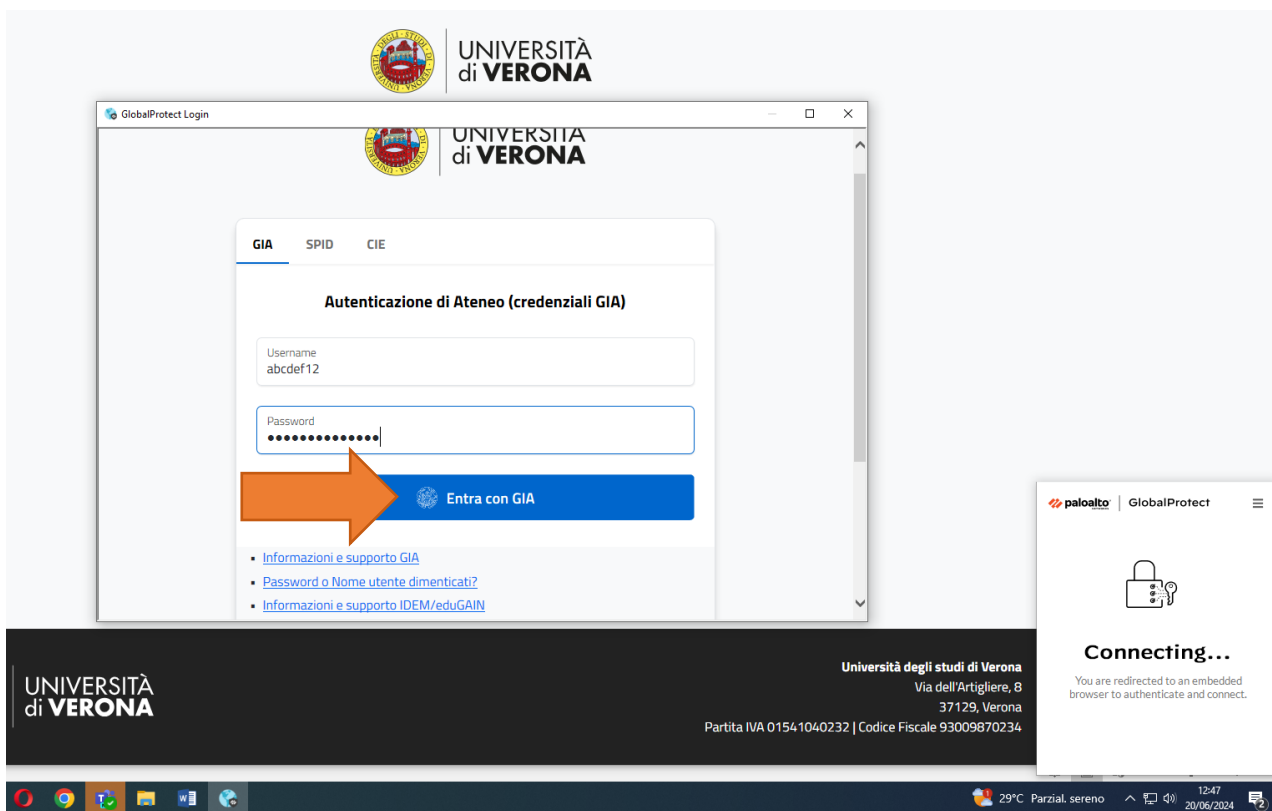 UNIVERSITÀ
di VERONA
GlobalProtect Login
UNIVERSITÀ
di VERONA
GIA SPID CIE
Autenticazione di Ateneo (credenziali GIA)
Username
abcdef12
Password
Entra con GIA
Informazioni e supporto GIA
Password o Nome utente dimenticati?
Informazioni e supporto IDEM/eduGAIN
paloalto GlobalProtect
Connecting...
You are redirected to an embedded
browser to authenticate and connect.
UNIVERSITÀ
di VERONA
Università degli studi di Verona
Via dell'Artigliere, 8
37129, Verona
Partita IVA 01541040232 | Codice Fiscale 93009870234
29°C Parzial. sereno
12:47
20/06/2024
2